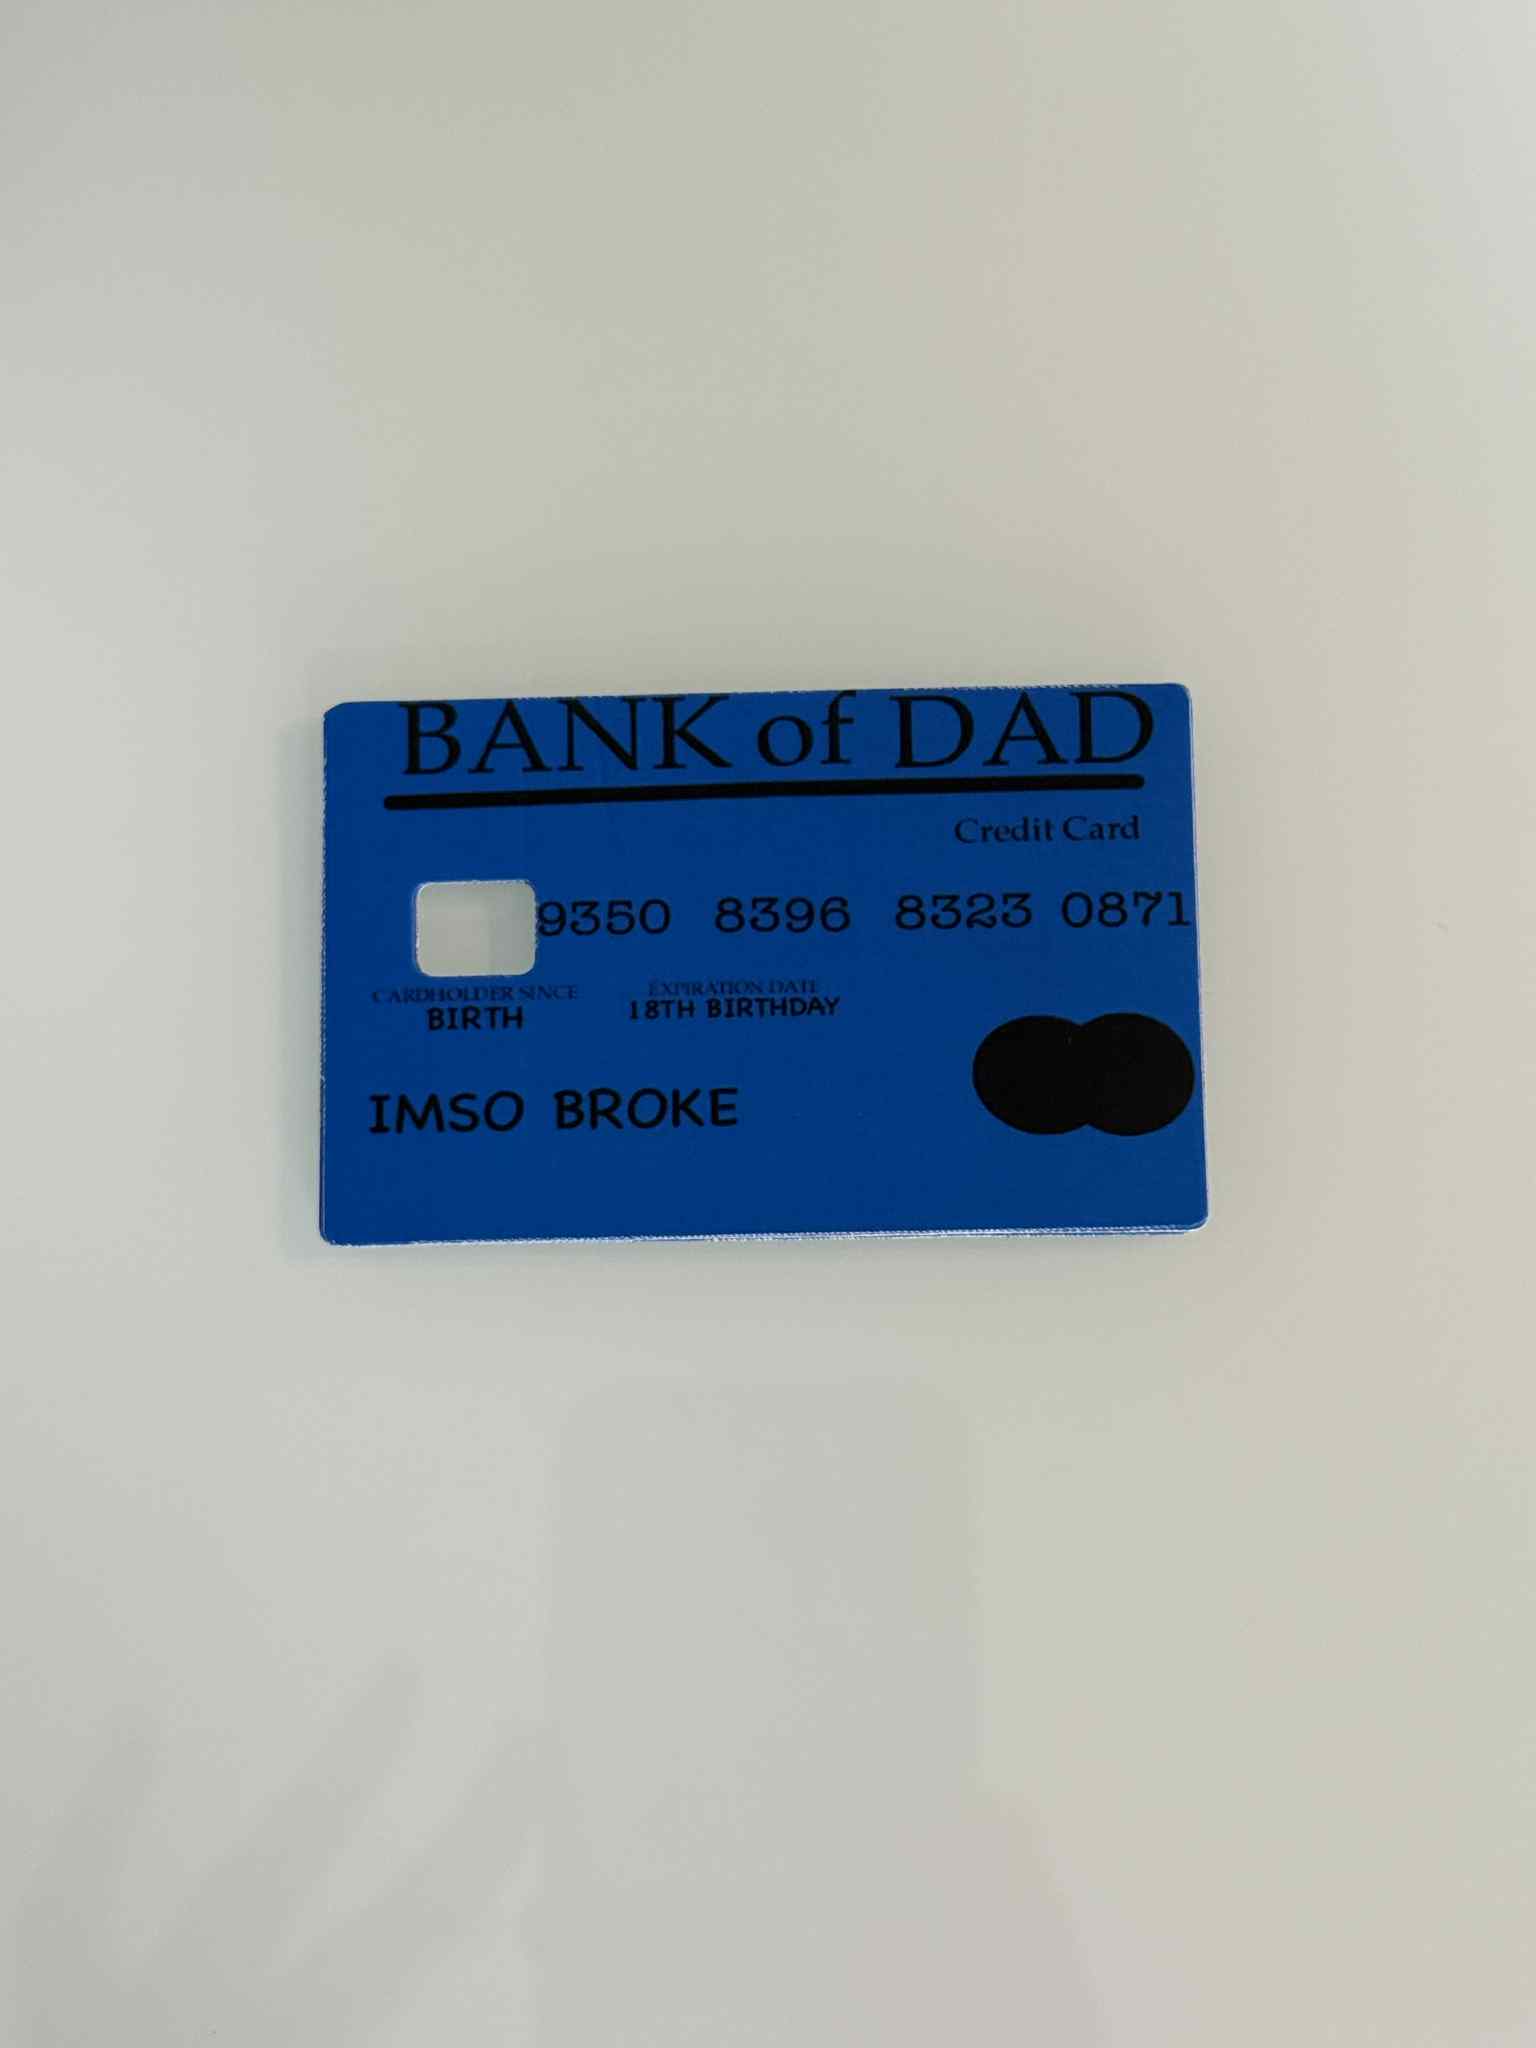 BANK of DAD
Credit Card
9350 8396 8323 0871
CARDHOLDER SINCE EXPIRATION DATE
BIRTH 18TH BIRTHDAY
IMSO BROKE